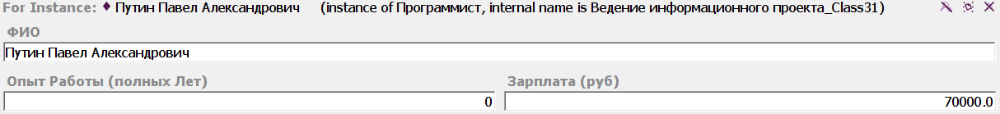 For Instance: Путин Павел Александрович (instance of Программист, internal name is Ведение информационного проекта_Class31)
ФИО
Путин Павел Александрович
Опыт Работы (полных Лет) Зарплата (руб)
0 70000.0